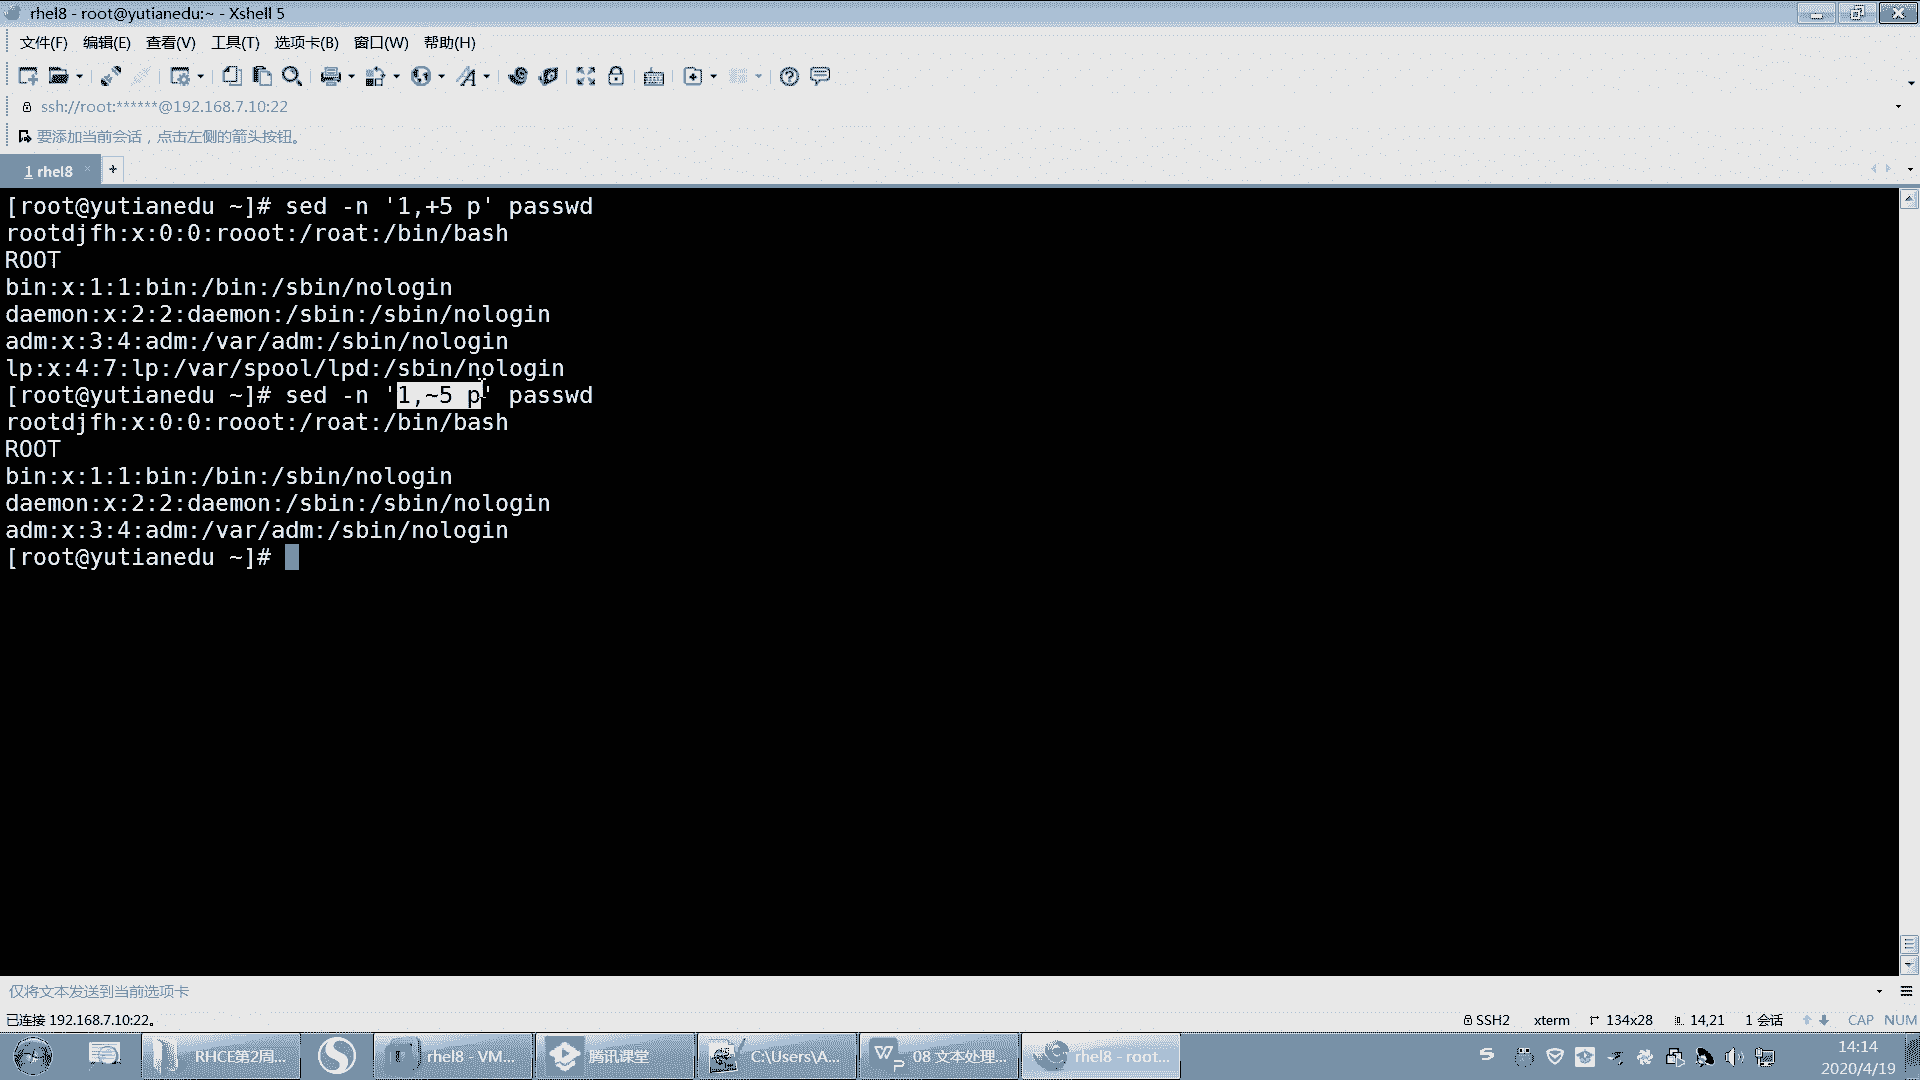 rhel8 - root@yutianedu:~ - Xshell 5
文件(F) 编辑(E) 查看(V) 工具(T) 选项卡(B) 窗口(W) 帮助(H)
ssh://root:******@192.168.7.10:22
要添加当前会话，点击左侧的箭头按钮。
1 rhel8
[root@yutianedu ~]# sed -n '1,+5 p' passwd
rootdjfh:x:0:0:rooot:/roat:/bin/bash
ROOT
bin:x:1:1:bin:/bin:/sbin/nologin
daemon:x:2:2:daemon:/sbin:/sbin/nologin
adm:x:3:4:adm:/var/adm:/sbin/nologin
lp:x:4:7:lp:/var/spool/lpd:/sbin/nologin
[root@yutianedu ~]# sed -n '1,~5 p' passwd
rootdjfh:x:0:0:rooot:/roat:/bin/bash
ROOT
bin:x:1:1:bin:/bin:/sbin/nologin
daemon:x:2:2:daemon:/sbin:/sbin/nologin
adm:x:3:4:adm:/var/adm:/sbin/nologin
[root@yutianedu ~]#
仅将文本发送到当前选项卡
已连接 192.168.7.10:22。 SSH2 xterm 134x28 14,21 1 会话 CAP NUM
RHCE第2周... rhel8 - VM... 腾讯课堂 C:\Users\A... 08 文本处理... rhel8 - root... 14:14
2020/4/19